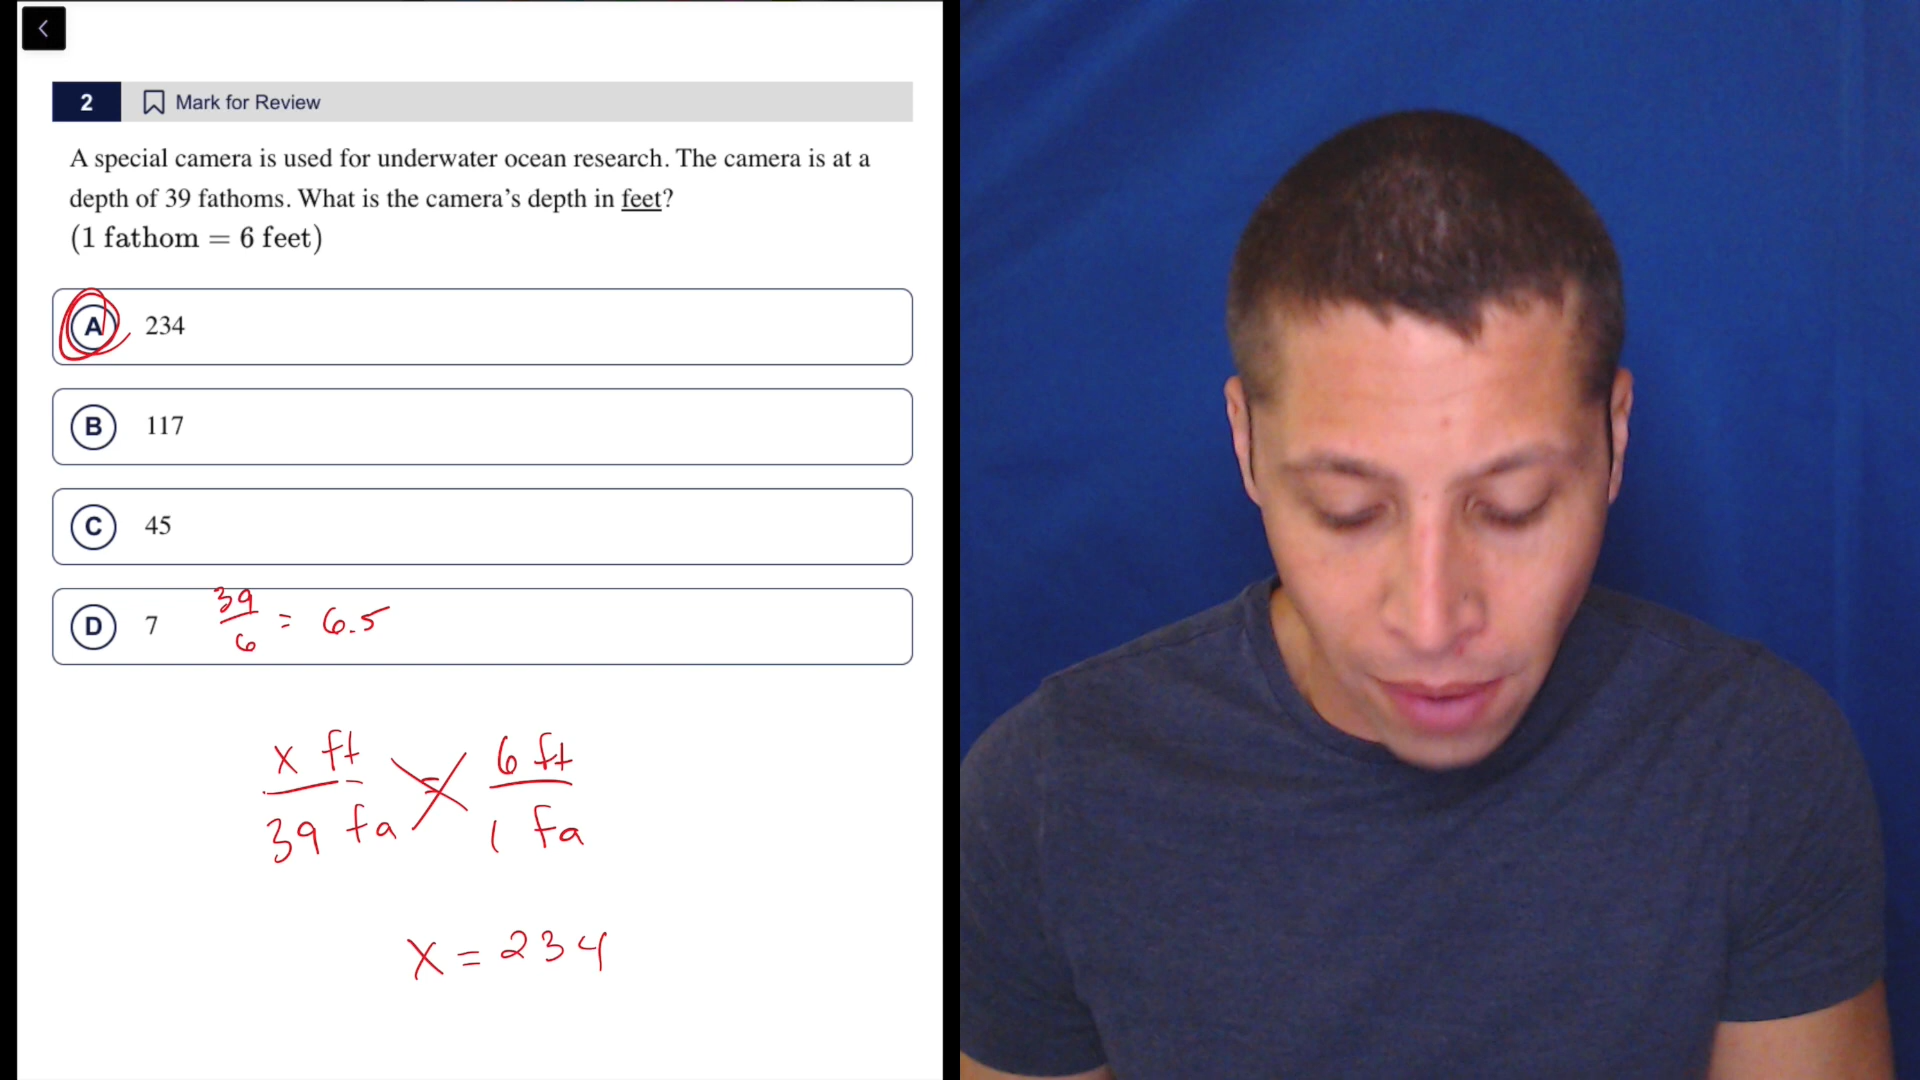 2 Mark for Review
A special camera is used for underwater ocean research. The camera is at a
depth of 39 fathoms. What is the camera’s depth in feet?
(1 fathom = 6 feet)
A 234
B 117
C 45
D 7 39/6 = 6.5
x ft / 39 fa = 6 ft / 1 fa
x = 234